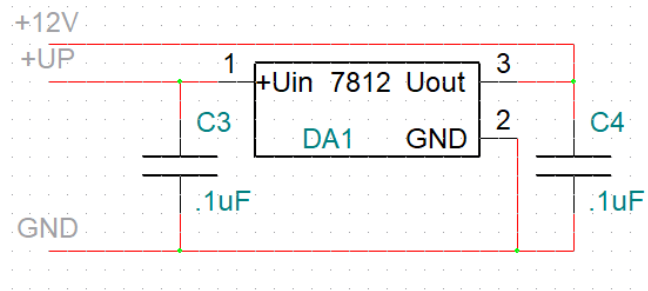 +12V
+UP
1
+Uin 7812 Uout
3
C3
DA1
GND
2
C4
.1uF
.1uF
GND